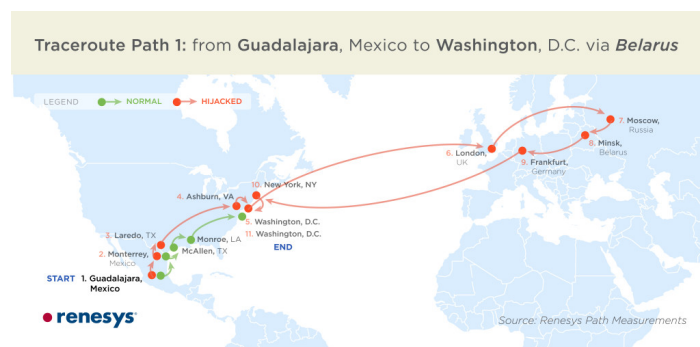 Traceroute Path 1: from Guadalajara, Mexico to Washington, D.C. via Belarus
LEGEND NORMAL HIJACKED
7. Moscow,
Russia
6. London,
UK
8. Minsk,
Belarus
9. Frankfurt,
Germany
10. New York, NY
4. Ashburn, VA
5. Washington, D.C.
11. Washington, D.C.
END
3. Laredo, TX
Monroe, LA
2. Monterrey,
Mexico
McAllen, TX
START 1. Guadalajara,
Mexico
renesys®
Source: Renesys Path Measurements